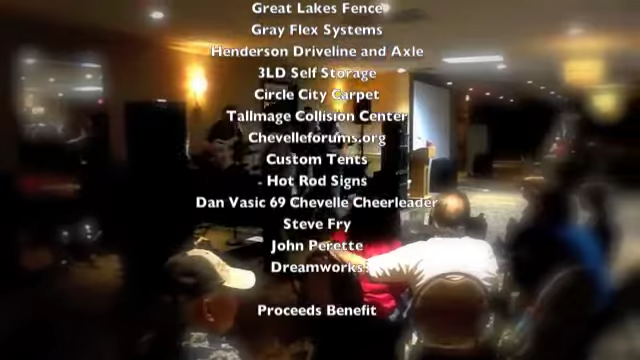 Great Lakes Fence
Gray Flex Systems
Henderson Driveline and Axle
3LD Self Storage
Circle City Carpet
Tallmage Collision Center
Chevelleforums.org
Custom Tents
Hot Rod Signs
Dan Vasic 69 Chevelle Cheerleader
Steve Fry
John Perette
Dreamworks
Proceeds Benefit